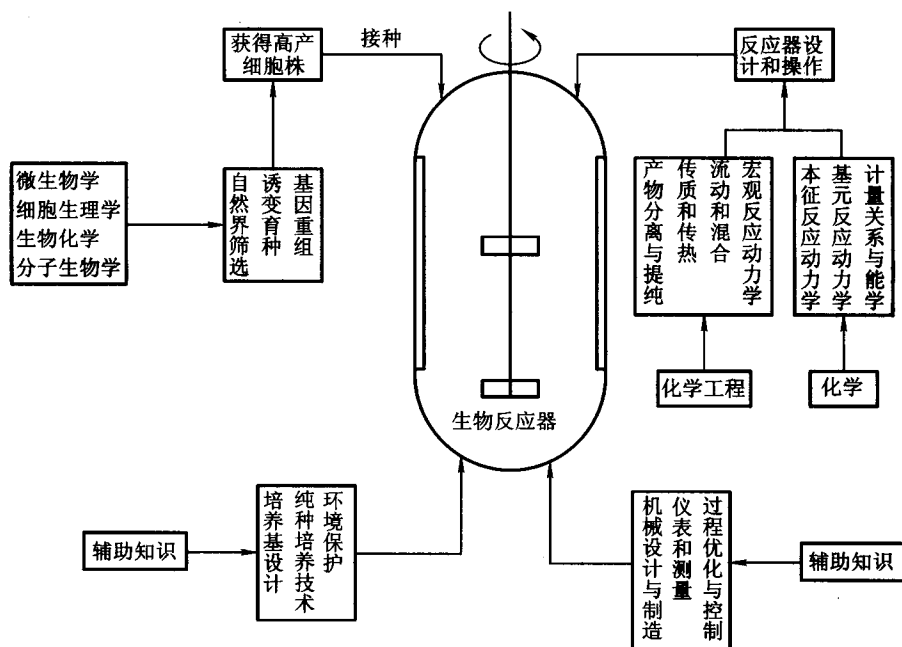 获得高产
细胞株
接种
反应器设
计和操作
微生物学
细胞生理学
生物化学
分子生物学
自然界筛选
诱变育种
基因重组
产物分离与提纯
传质和传热
流动和混合
宏观反应动力学
本征反应动力学
基元反应动力学
计量关系与能学
化学工程
化学
生物反应器
辅助知识
培养基设计
纯种培养技术
环境保护
机械设计与制造
仪表和测量
过程优化与控制
辅助知识